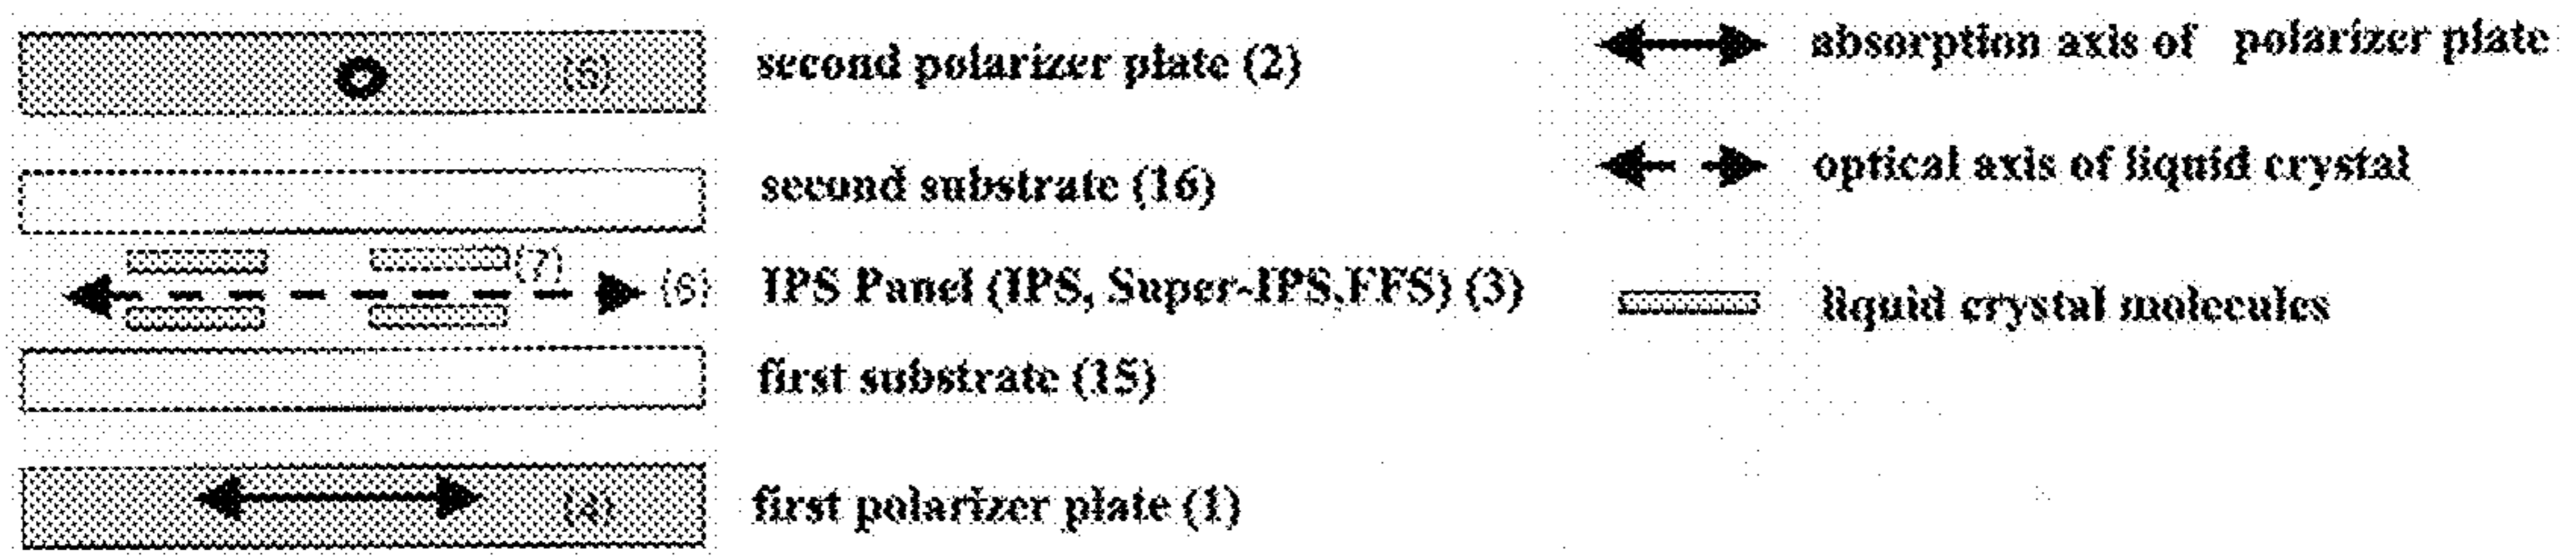 (5) second polarizer plate (2)
second substrate (16)
(7)
(6) IPS Panel (IPS, Super-IPS,FFS) (3)
first substrate (15)
(4) first polarizer plate (1)
absorption axis of polarizer plate
optical axis of liquid crystal
liquid crystal molecules